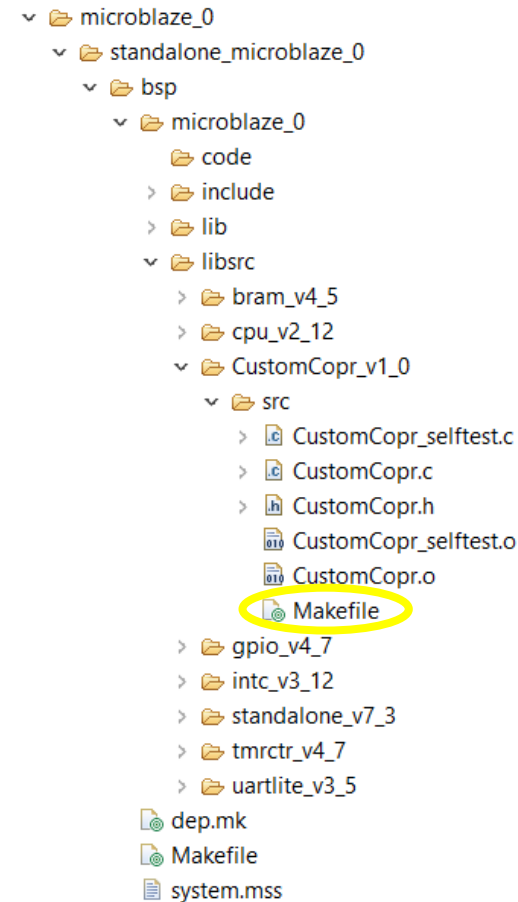 microblaze_0
standalone_microblaze_0
bsp
microblaze_0
code
include
lib
libsrc
bram_v4_5
cpu_v2_12
CustomCopr_v1_0
src
CustomCopr_selftest.c
CustomCopr.c
CustomCopr.h
CustomCopr_selftest.o
CustomCopr.o
Makefile
gpio_v4_7
intc_v3_12
standalone_v7_3
tmrctr_v4_7
uartlite_v3_5
dep.mk
Makefile
system.mss